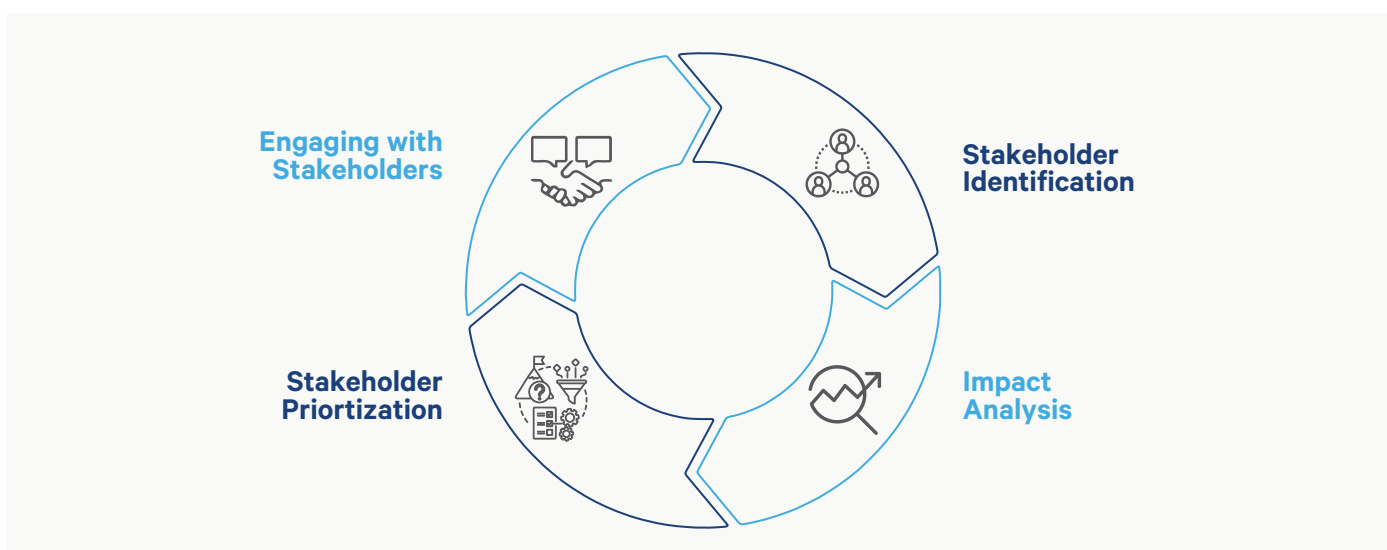 Engaging with
Stakeholders
Stakeholder
Identification
Stakeholder
Priortization
Impact
Analysis